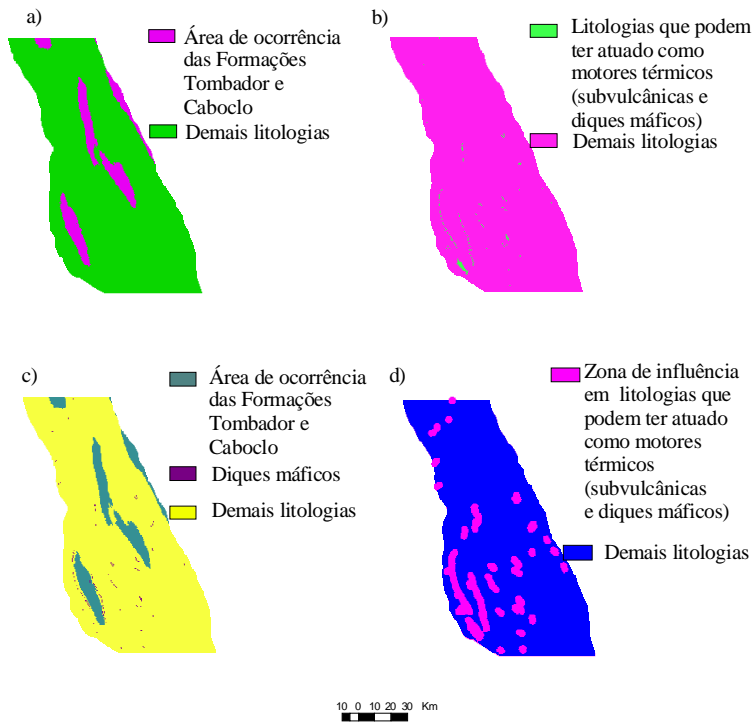 a)
Área de ocorrência
das Formações
Tombador e
Caboclo
Demais litologias
b)
Litologias que podem
ter atuado como
motores térmicos
(subvulcânicas e
diques máficos)
Demais litologias
c)
Área de ocorrência
das Formações
Tombador e
Caboclo
Diques máficos
Demais litologias
d)
Zona de influência
em litologias que
podem ter atuado
como motores
térmicos
(subvulcânicas
e diques máficos)
Demais litologias
10 0 10 20 30 Km